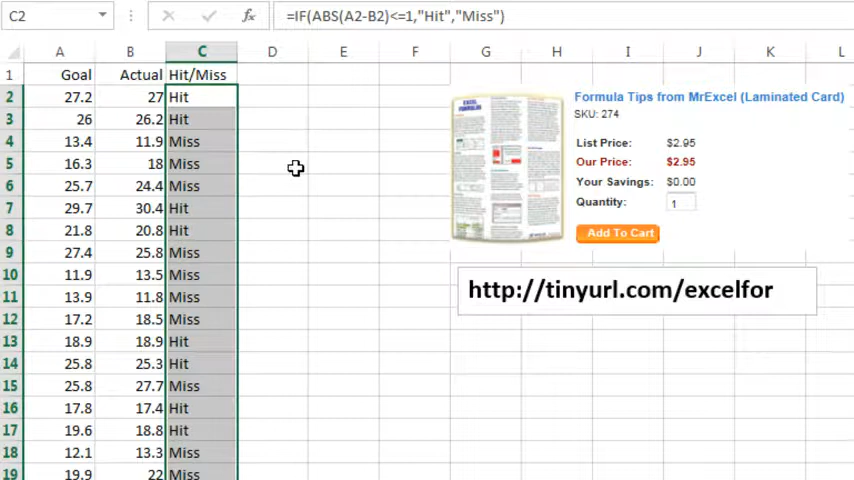 C2 fx =IF(ABS(A2-B2)<=1,"Hit","Miss")
A B C D E F G H I J K L
1 Goal Actual Hit/Miss
2 27.2 27 Hit
3 26 26.2 Hit
4 13.4 11.9 Miss
5 16.3 18 Miss
6 25.7 24.4 Miss
7 29.7 30.4 Hit
8 21.8 20.8 Hit
9 27.4 25.8 Miss
10 11.9 13.5 Miss
11 13.9 11.8 Miss
12 17.2 18.5 Miss
13 18.9 18.9 Hit
14 25.8 25.3 Hit
15 25.8 27.7 Miss
16 17.8 17.4 Hit
17 19.6 18.8 Hit
18 12.1 13.3 Miss
19 19.9 22 Miss
EXCEL
FORMULAS
Formula Tips from MrExcel (Laminated Card)
SKU: 274
List Price: $2.95
Our Price: $2.95
Your Savings: $0.00
Quantity: 1
Add To Cart
http://tinyurl.com/excelfor